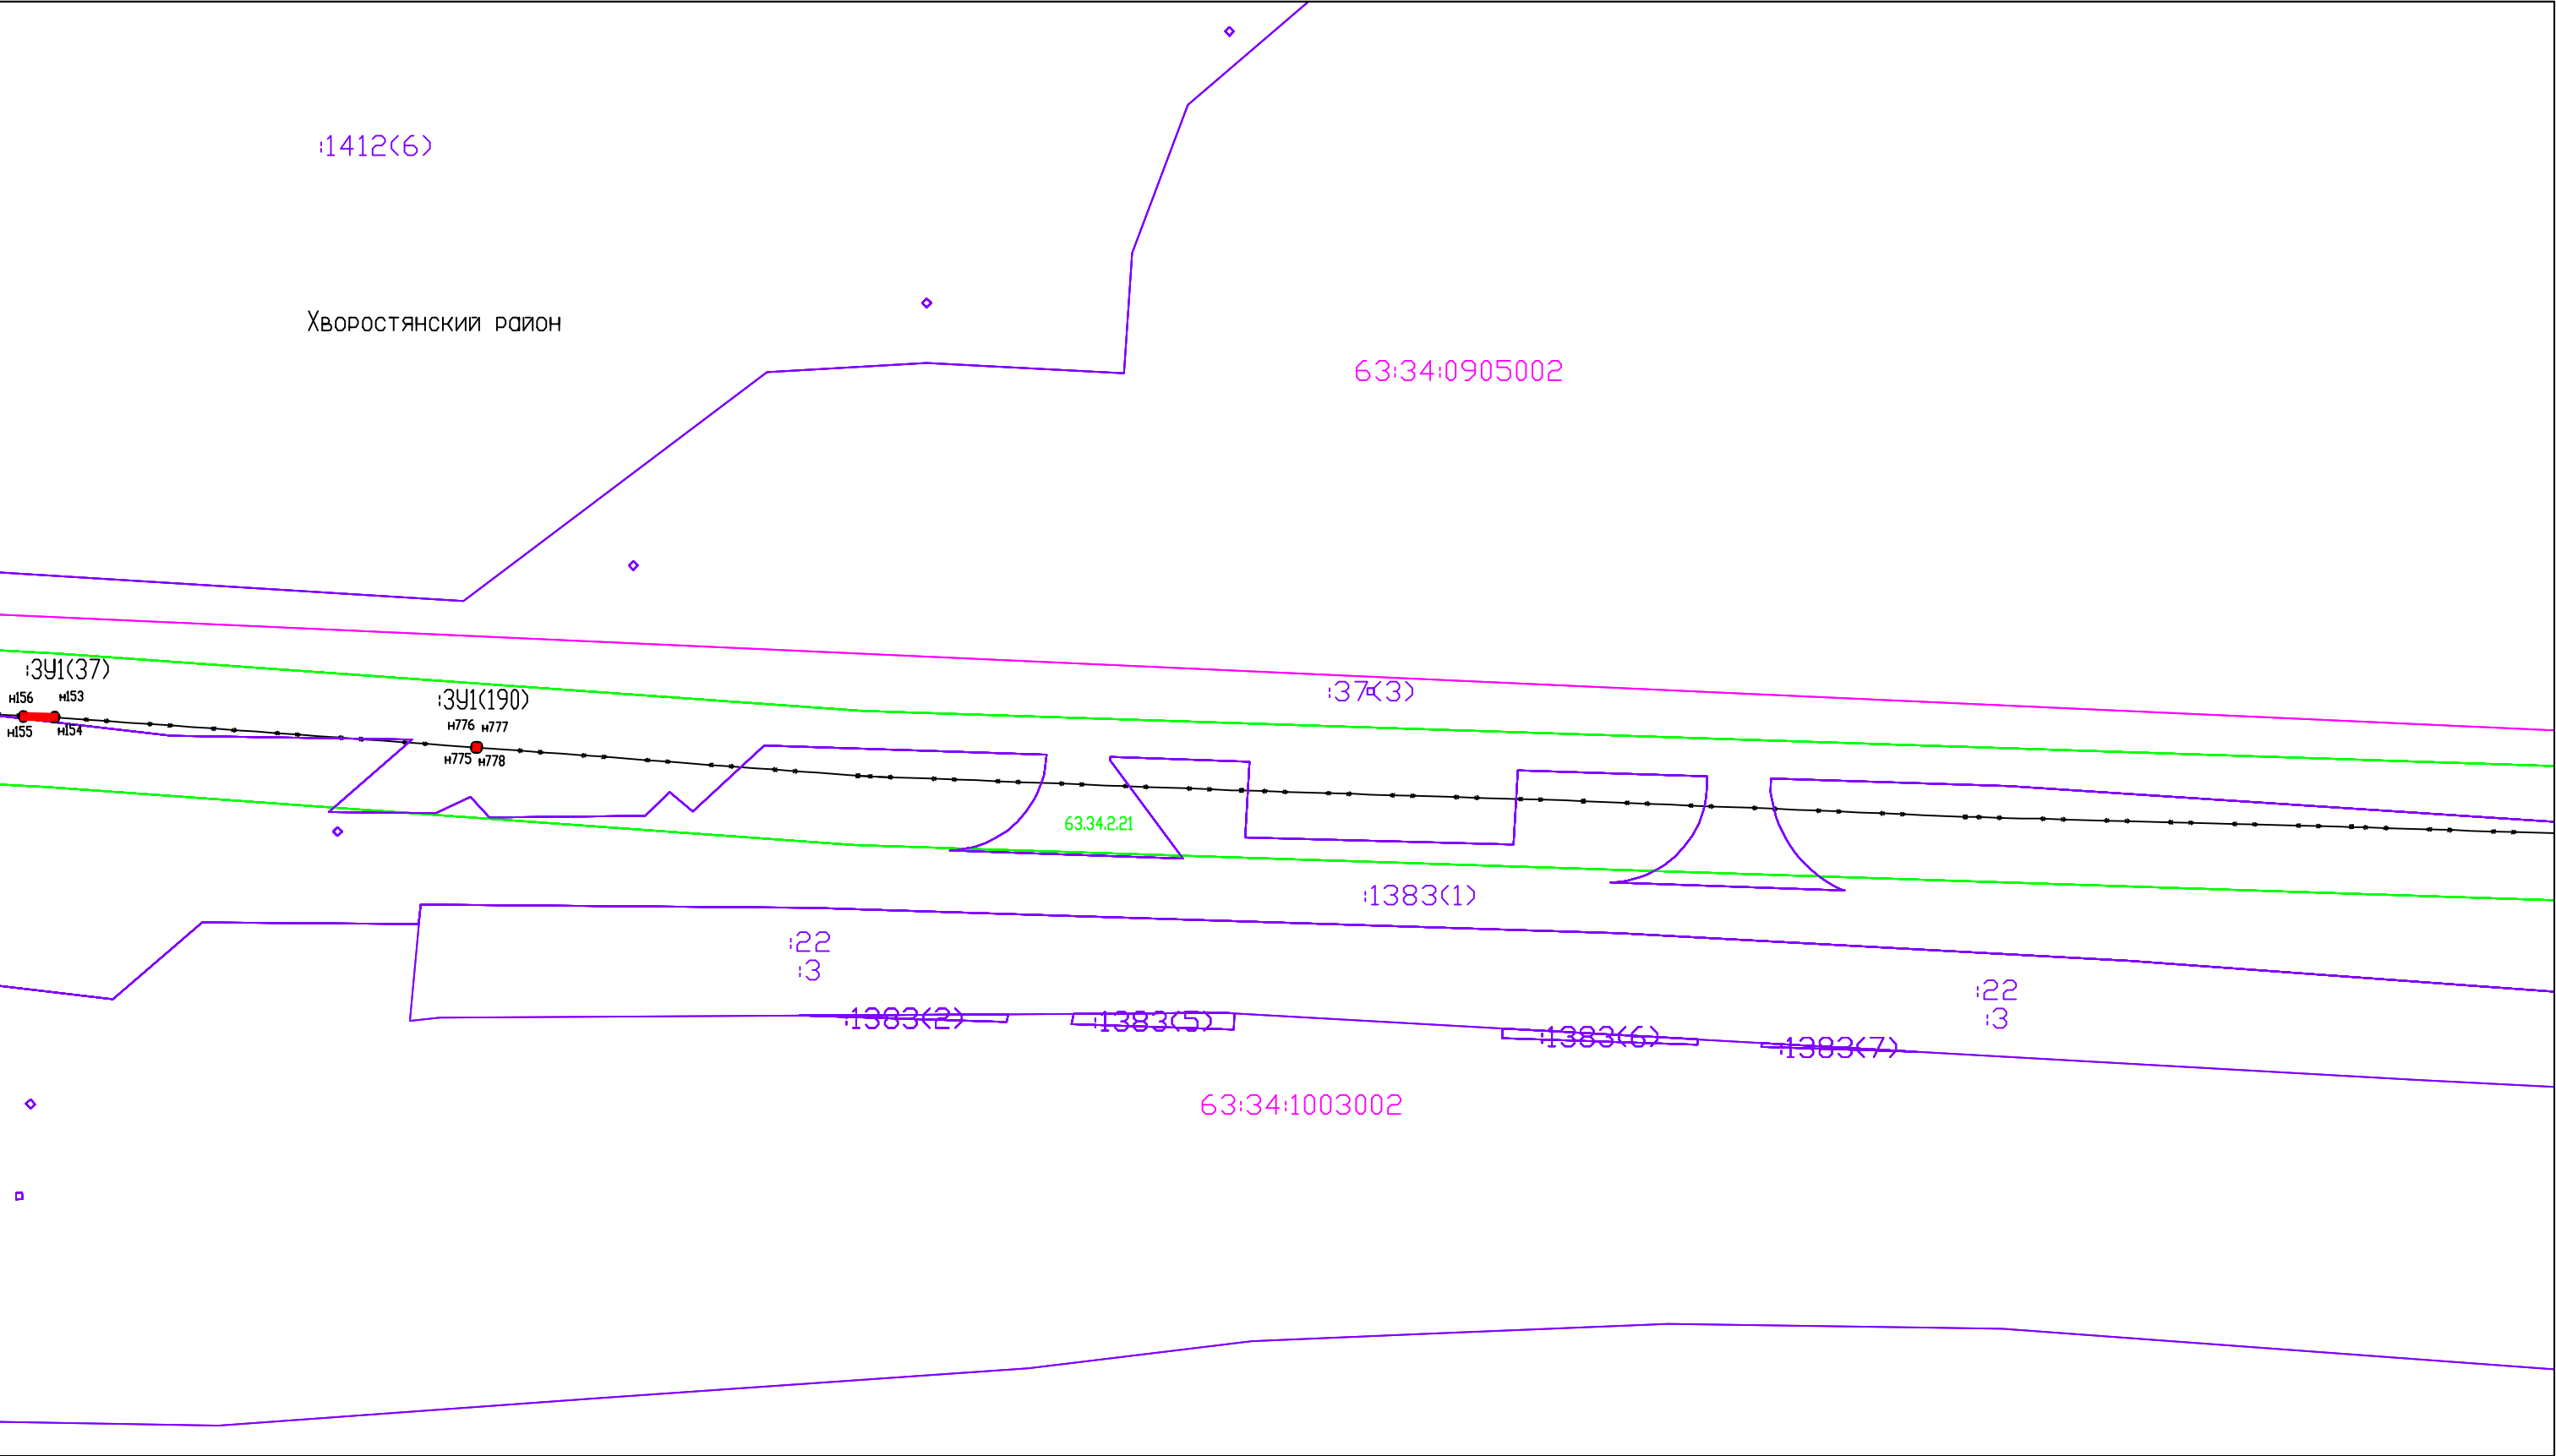 :1412(6)
Хворостянский район
63:34:0905002
:ЗУ1(37)
н156 н153
н155 н154
:ЗУ1(190)
н776 н777
н775 н778
:37(3)
63.34.2.21
:1383(1)
:22
:3
:22
:3
:1383(2)
:1383(5)
:1383(6)
:1383(7)
63:34:1003002